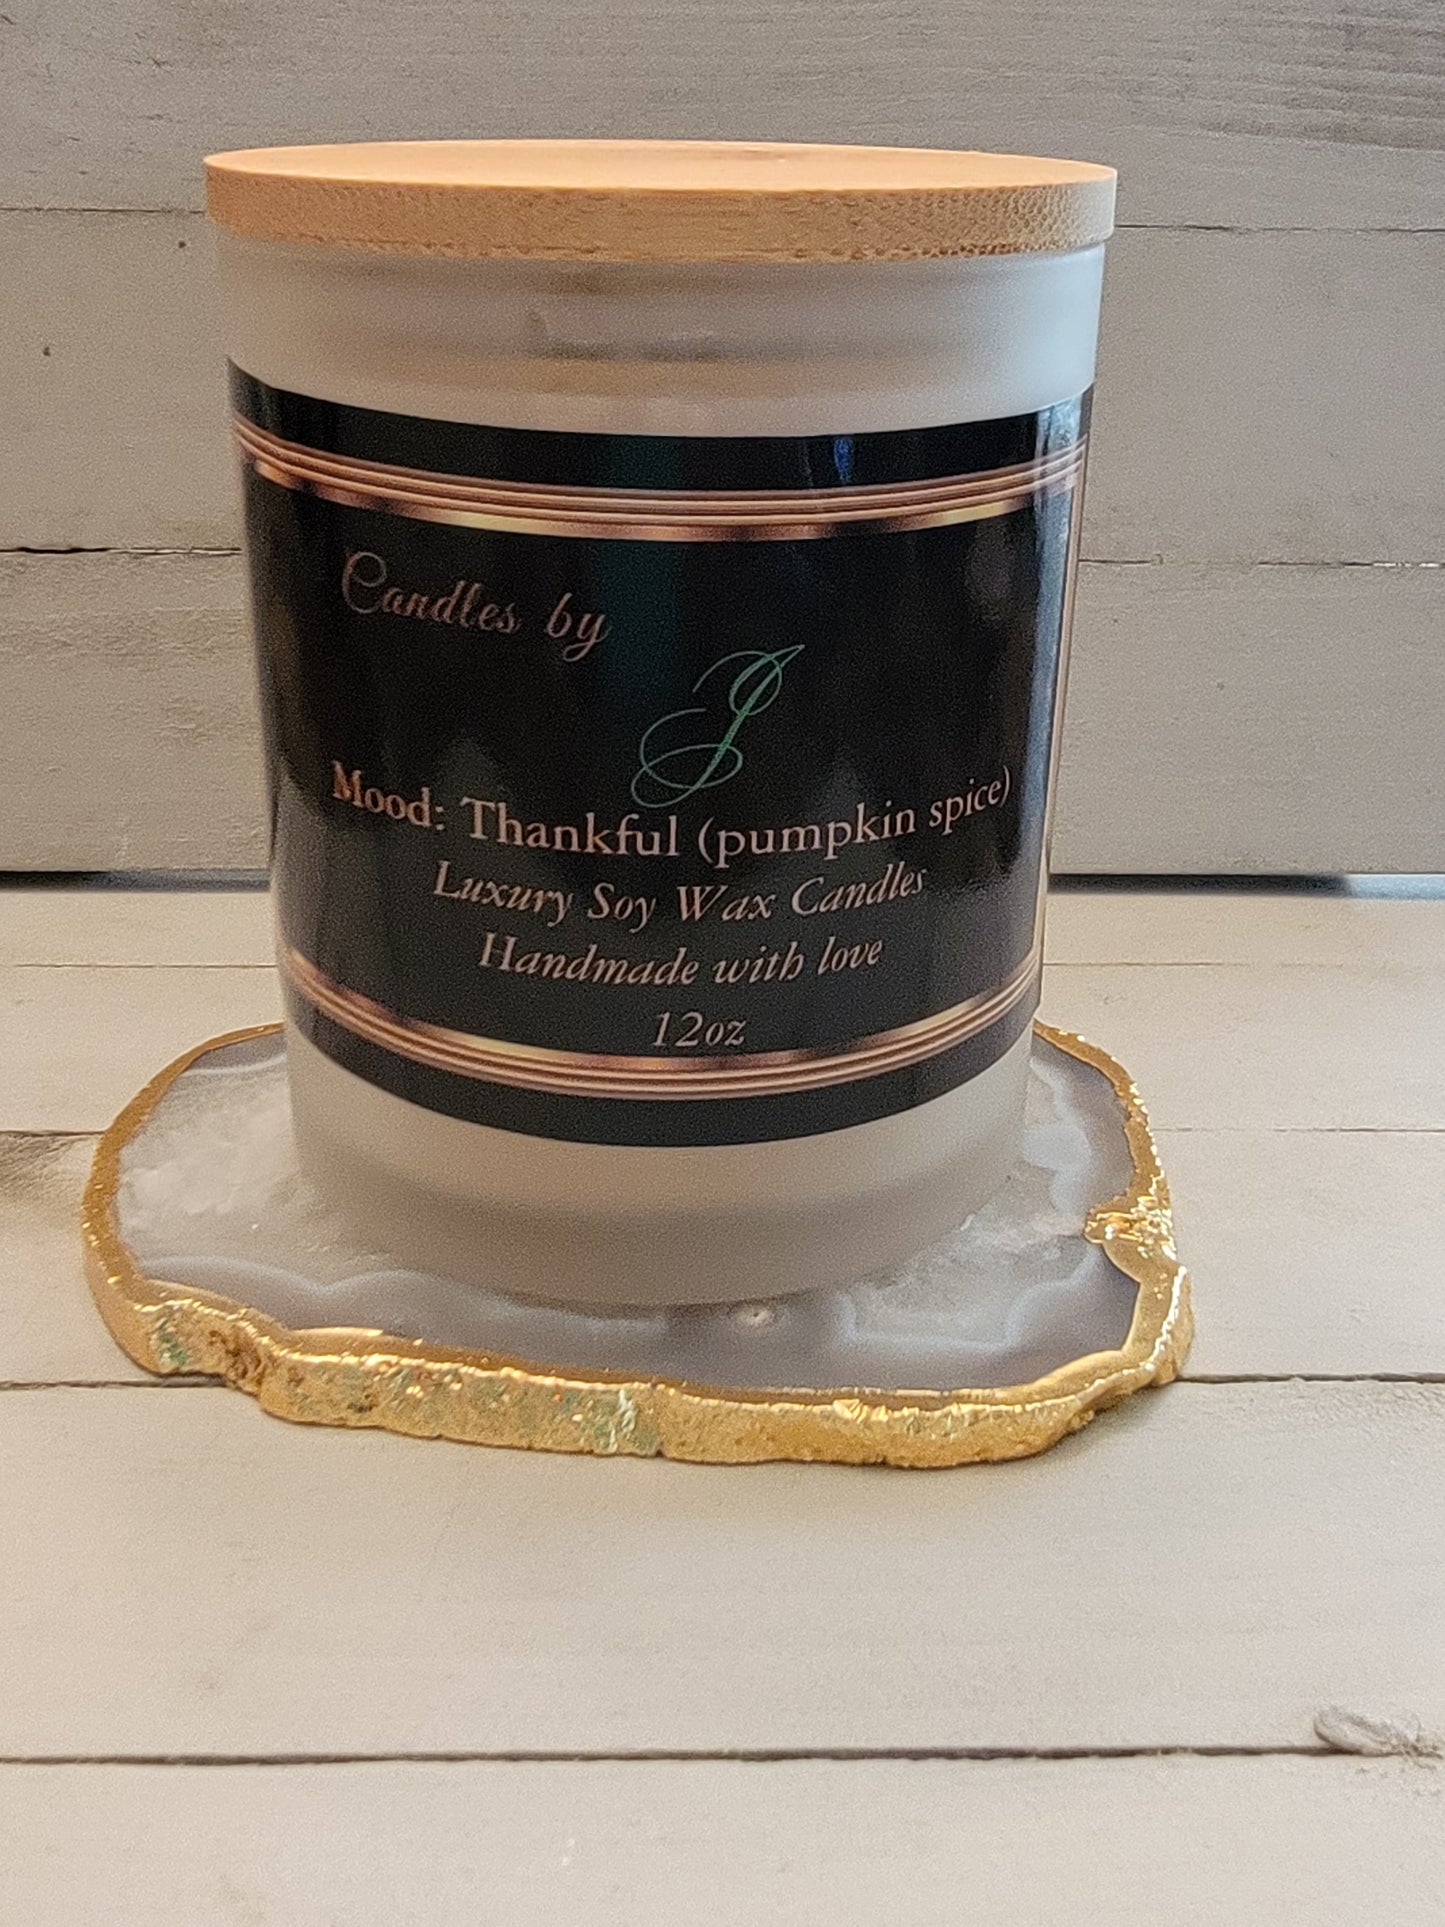 Candles by
J
Mood: Thankful (pumpkin spice)
Luxury Soy Wax Candles
Handmade with love
12oz